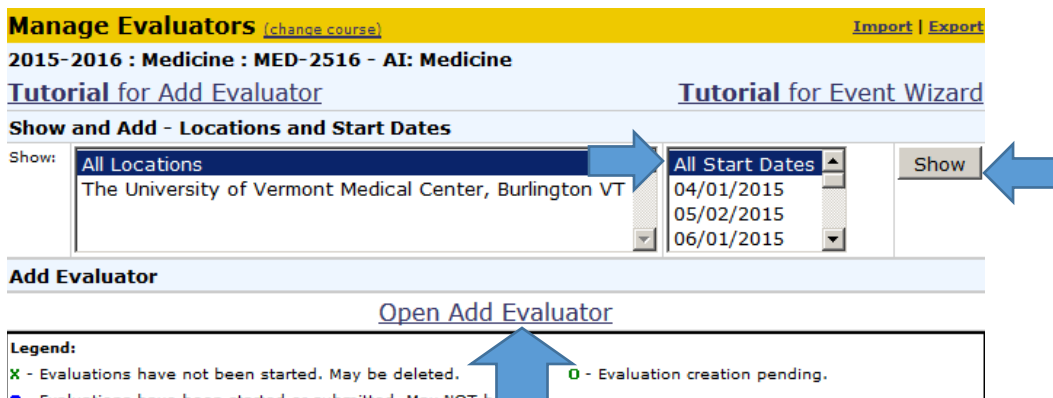 Manage Evaluators (change course) Import | Export
2015-2016 : Medicine : MED-2516 - AI: Medicine
Tutorial for Add Evaluator Tutorial for Event Wizard
Show and Add - Locations and Start Dates
Show: All Locations All Start Dates Show
The University of Vermont Medical Center, Burlington VT 04/01/2015
05/02/2015
06/01/2015
Add Evaluator
Open Add Evaluator
Legend:
X - Evaluations have not been started. May be deleted. O - Evaluation creation pending.